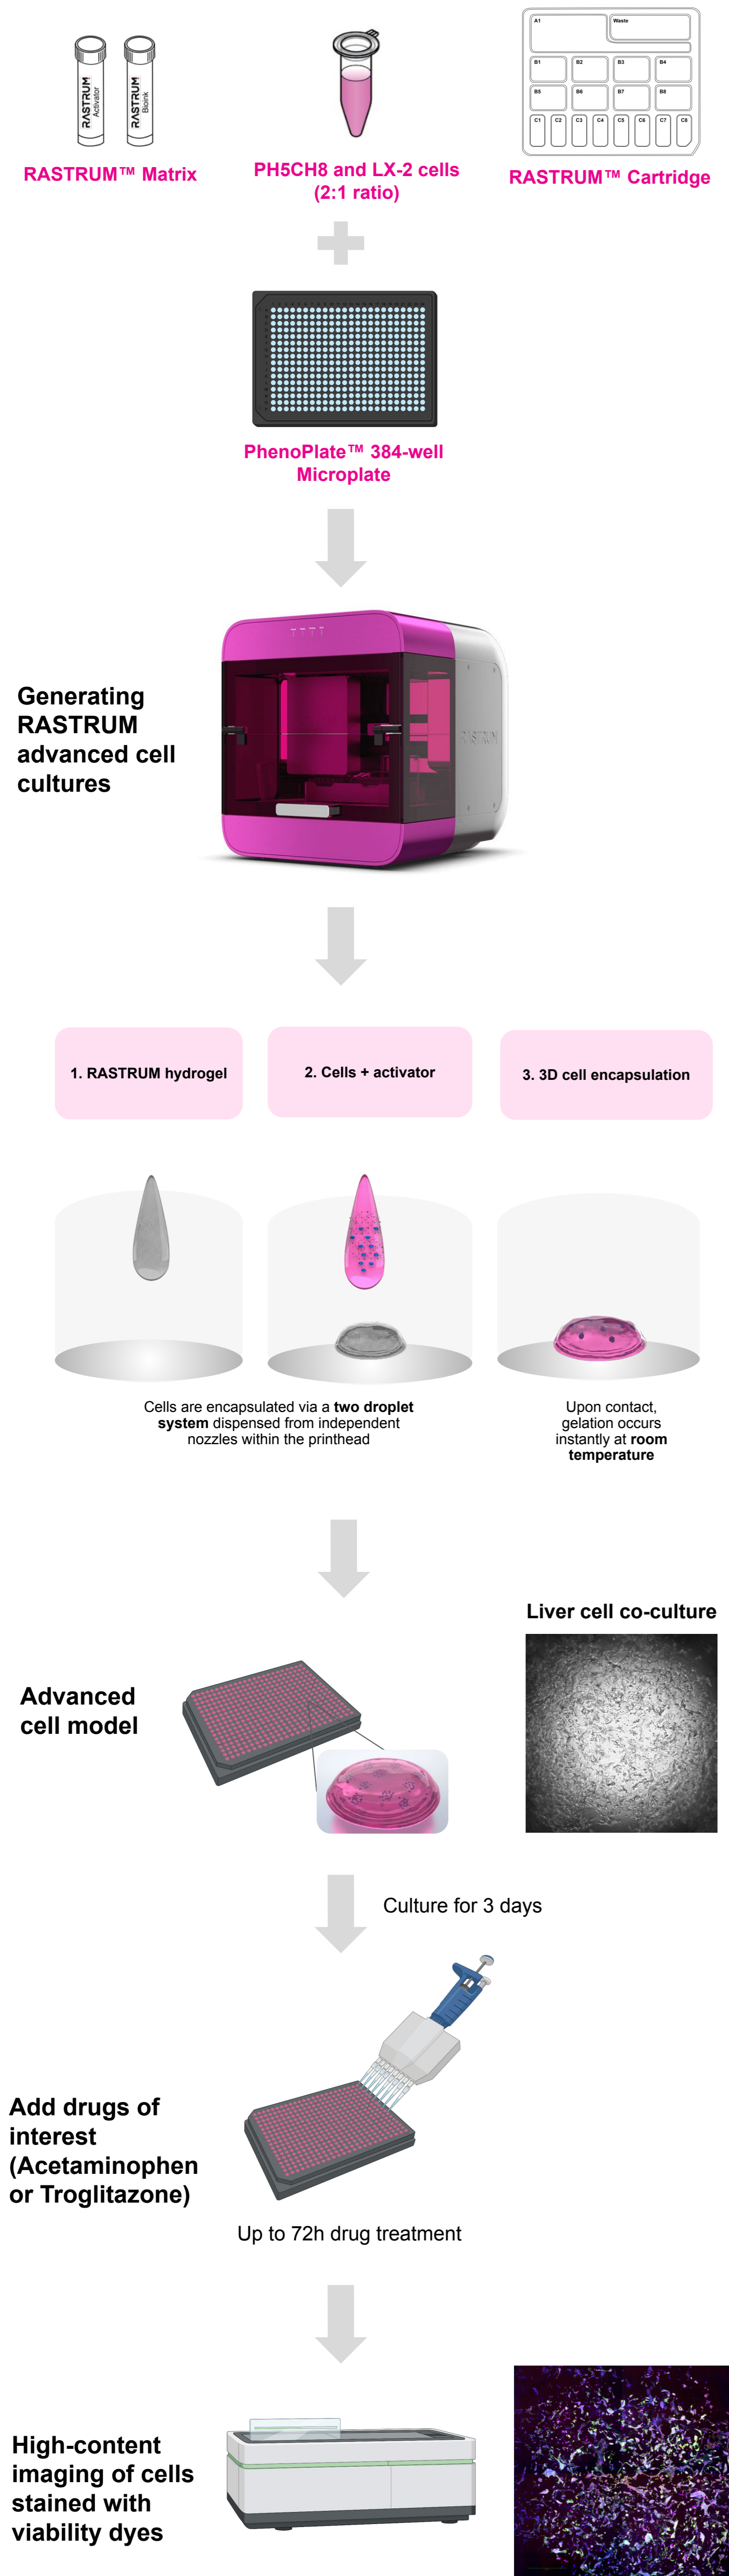 RASTRUM
Activator
RASTRUM
Bioink
A1
Waste
B1
B2
B3
B4
B5
B6
B7
B8
C1
C2
C3
C4
C5
C6
C7
C8
RASTRUM™ Matrix
PH5CH8 and LX-2 cells
(2:1 ratio)
RASTRUM™ Cartridge
PhenoPlate™ 384-well
Microplate
Generating
RASTRUM
advanced cell
cultures
RASTRUM
1. RASTRUM hydrogel
2. Cells + activator
3. 3D cell encapsulation
Cells are encapsulated via a two droplet
system dispensed from independent
nozzles within the printhead
Upon contact,
gelation occurs
instantly at room
temperature
Liver cell co-culture
Advanced
cell model
Culture for 3 days
Add drugs of
interest
(Acetaminophen
or Troglitazone)
Up to 72h drug treatment
High-content
imaging of cells
stained with
viability dyes